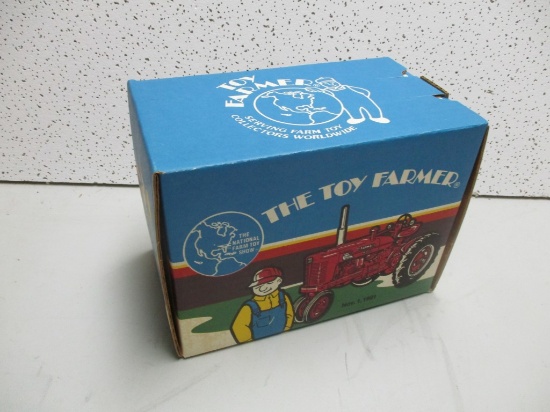 TOY
FARMER
SERVING FARM TOY
COLLECTORS WORLDWIDE
THE TOY FARMER®
THE
NATIONAL
FARM TOY
SHOW